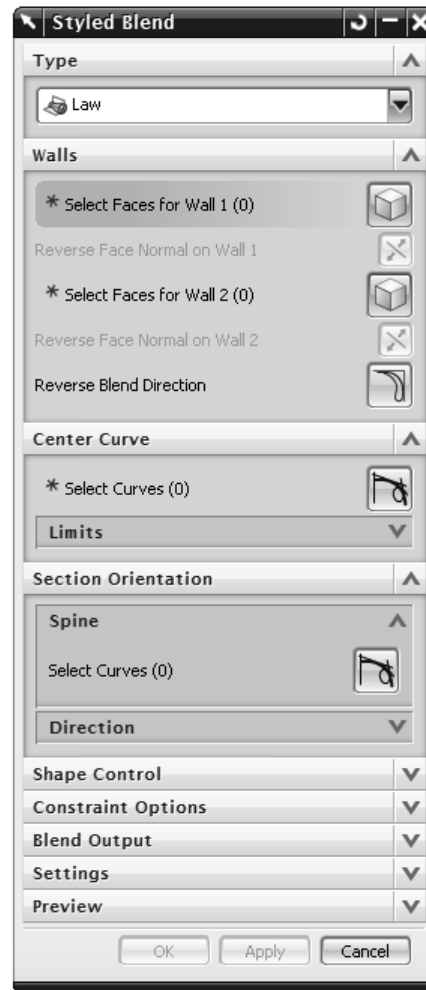 Styled Blend
Type
Law
Walls
* Select Faces for Wall 1 (0)
Reverse Face Normal on Wall 1
* Select Faces for Wall 2 (0)
Reverse Face Normal on Wall 2
Reverse Blend Direction
Center Curve
* Select Curves (0)
Limits
Section Orientation
Spine
Select Curves (0)
Direction
Shape Control
Constraint Options
Blend Output
Settings
Preview
OK Apply Cancel